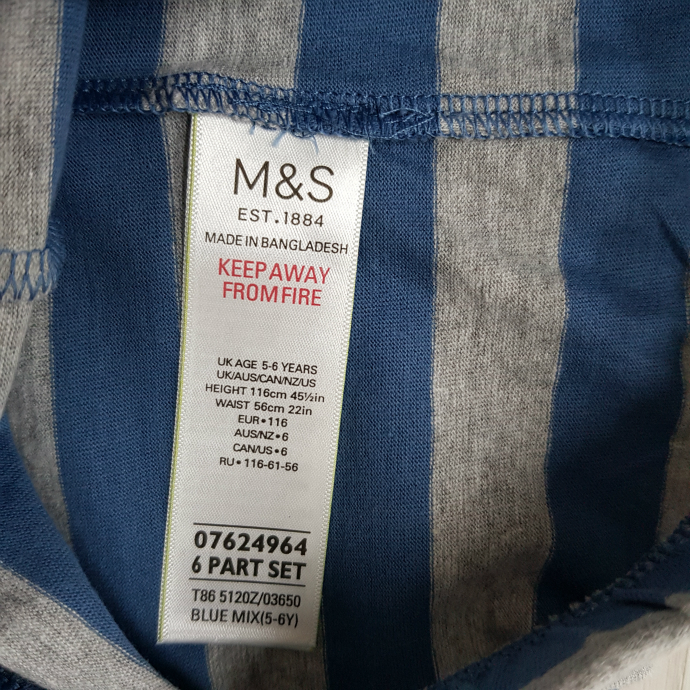 M&S
EST.1884
MADE IN BANGLADESH
KEEP AWAY
FROM FIRE
UK AGE 5-6 YEARS
UK/AUS/CAN/NZ/US
HEIGHT 116cm 45½in
WAIST 56cm 22in
EUR•116
AUS/NZ•6
CAN/US•6
RU•116-61-56
07624964
6 PART SET
T86 5120Z/03650
BLUE MIX(5-6Y)